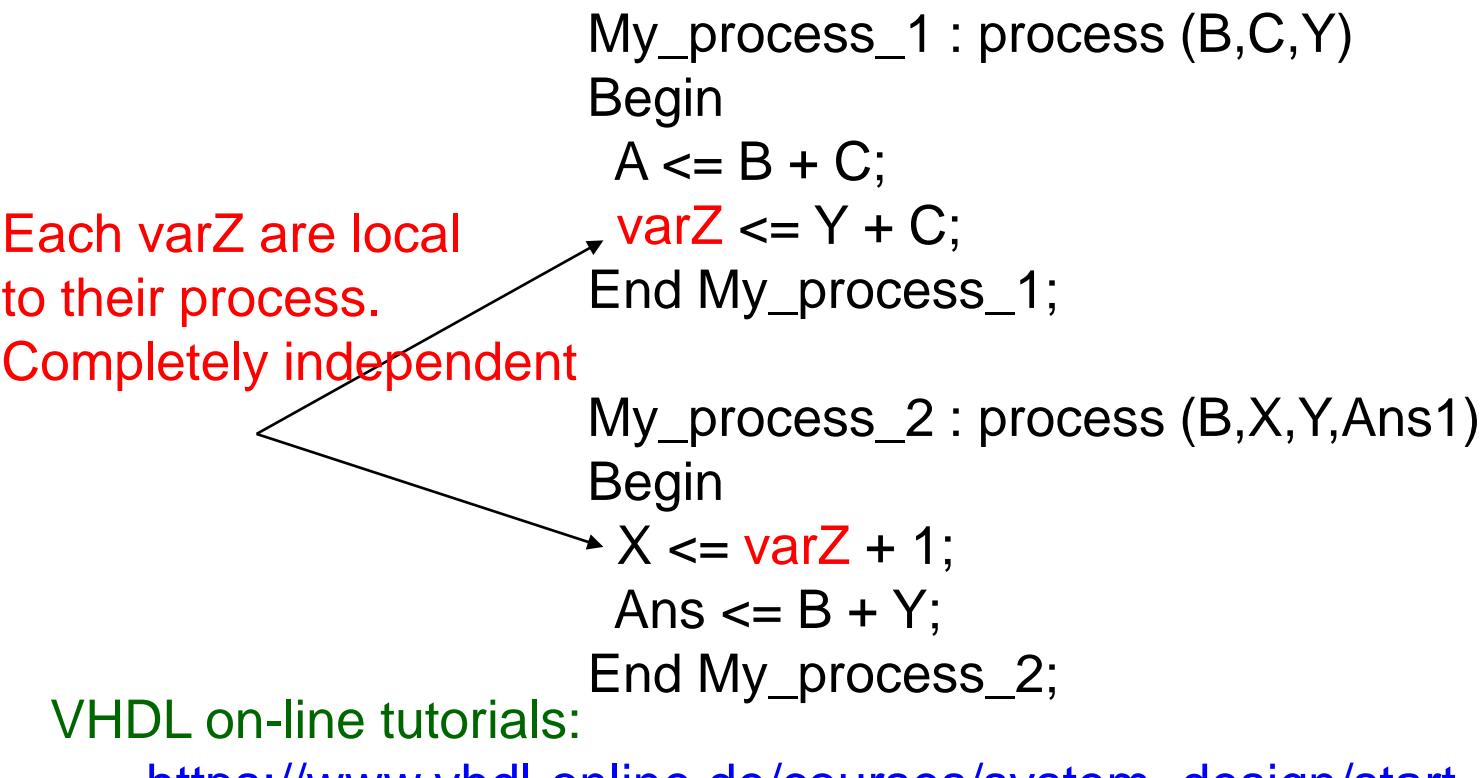 My_process_1 : process (B,C,Y)
Begin
A <= B + C;
varZ <= Y + C;
End My_process_1;
Each varZ are local
to their process.
Completely independent
My_process_2 : process (B,X,Y,Ans1)
Begin
X <= varZ + 1;
Ans <= B + Y;
End My_process_2;
VHDL on-line tutorials:
https://www.vhdl-online.de/courses/system_design/start